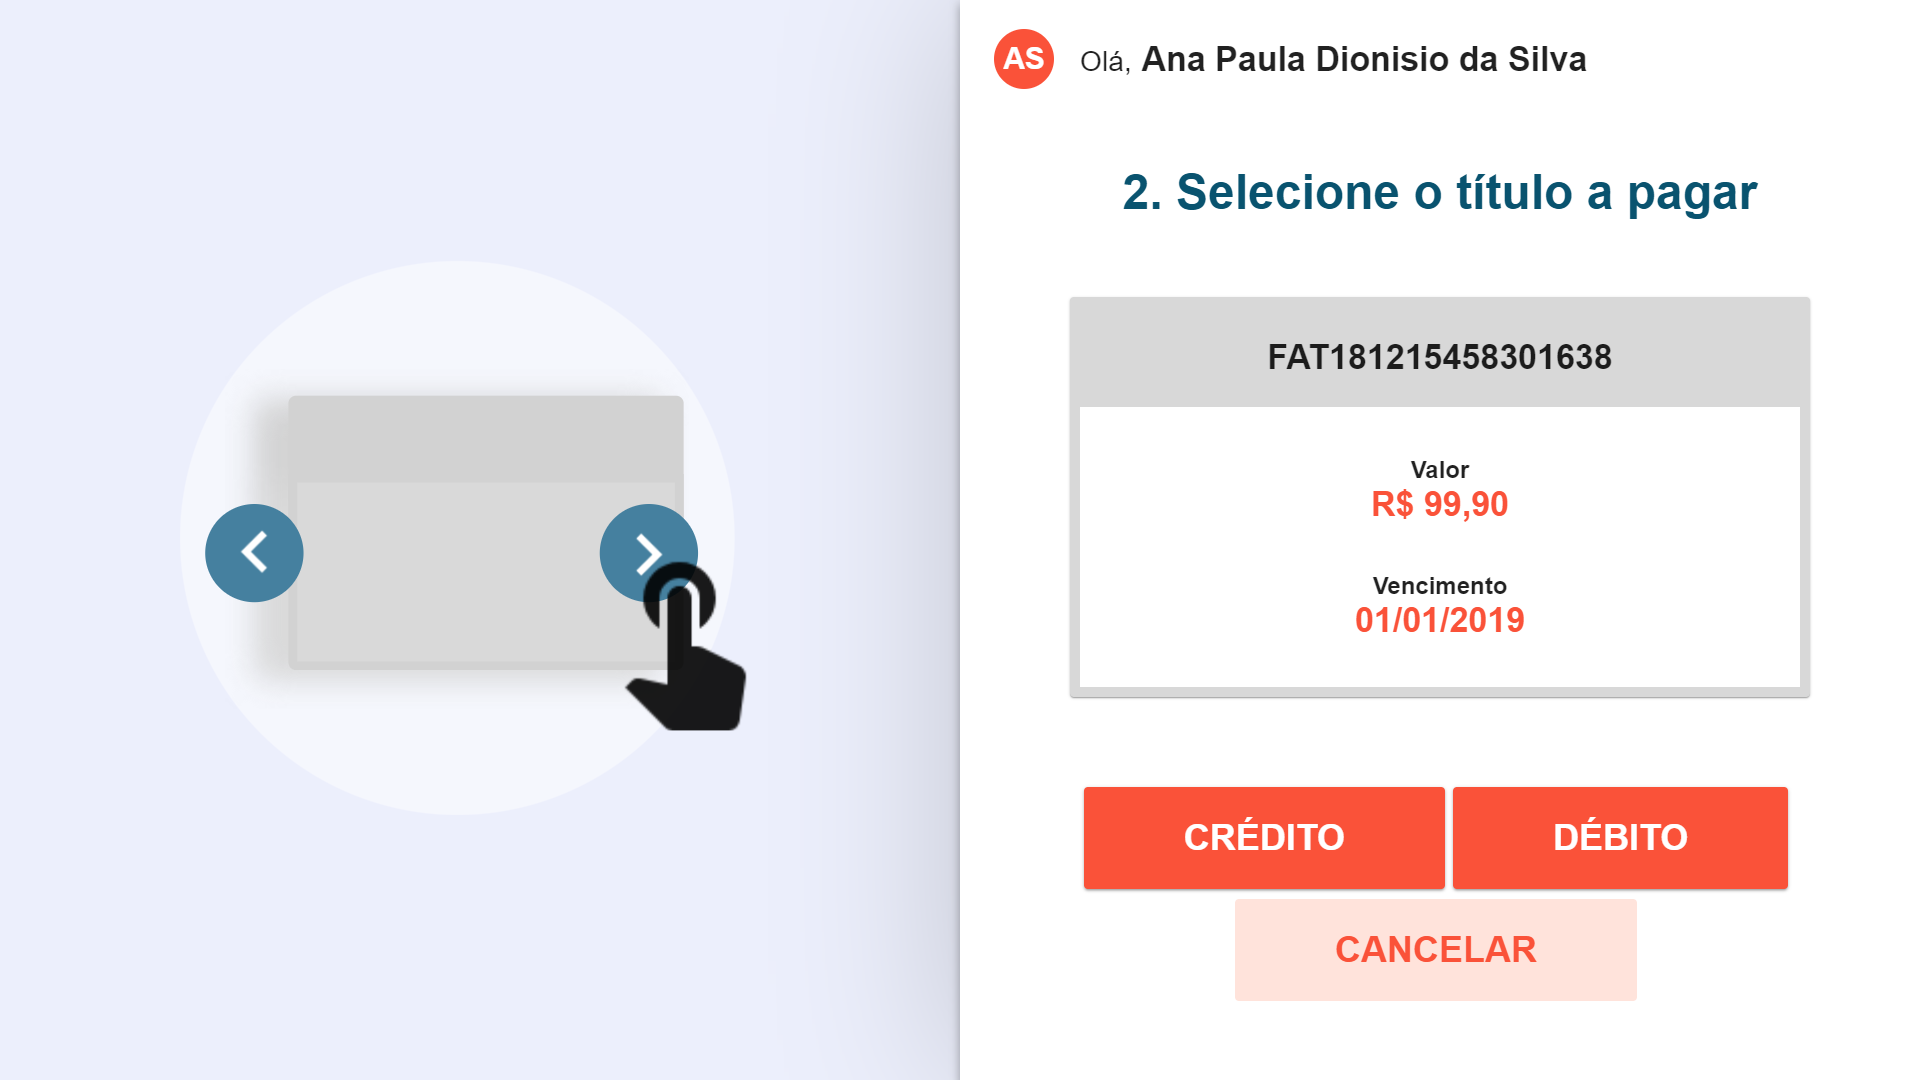 AS
Olá, Ana Paula Dionisio da Silva
2. Selecione o título a pagar
FAT181215458301638
Valor
R$ 99,90
Vencimento
01/01/2019
CRÉDITO DÉBITO
CANCELAR